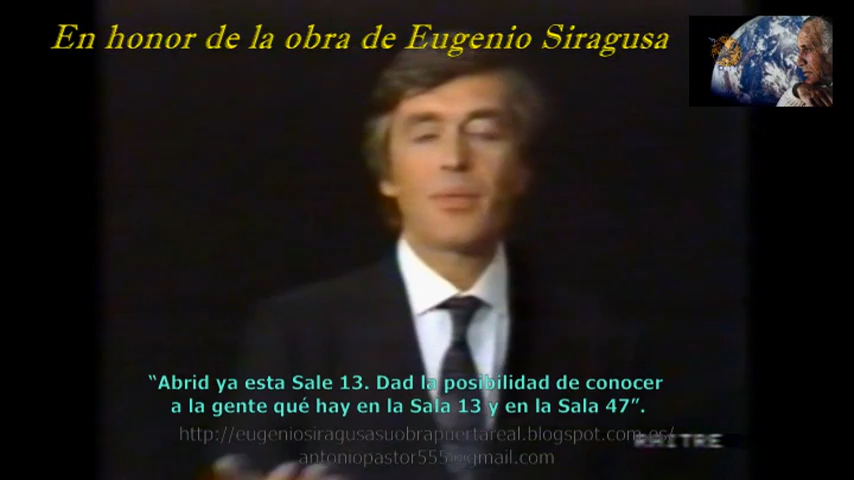 En honor de la obra de Eugenio Siragusa
“Abrid ya esta Sale 13. Dad la posibilidad de conocer
a la gente qué hay en la Sala 13 y en la Sala 47”.
http://eugeniosiragusasuobrapuertareal.blogspot.com.es/
RAITRE
antoniopastor555@gmail.com